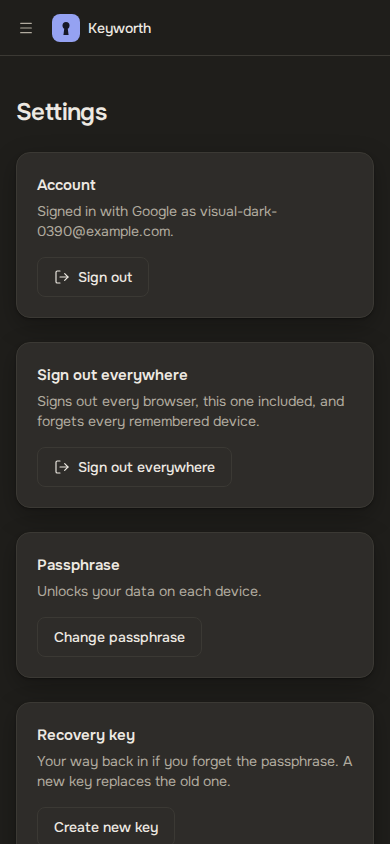 Keyworth
Settings
Account
Signed in with Google as visual-dark-
0390@example.com.
Sign out
Sign out everywhere
Signs out every browser, this one included, and
forgets every remembered device.
Sign out everywhere
Passphrase
Unlocks your data on each device.
Change passphrase
Recovery key
Your way back in if you forget the passphrase. A
new key replaces the old one.
Create new key